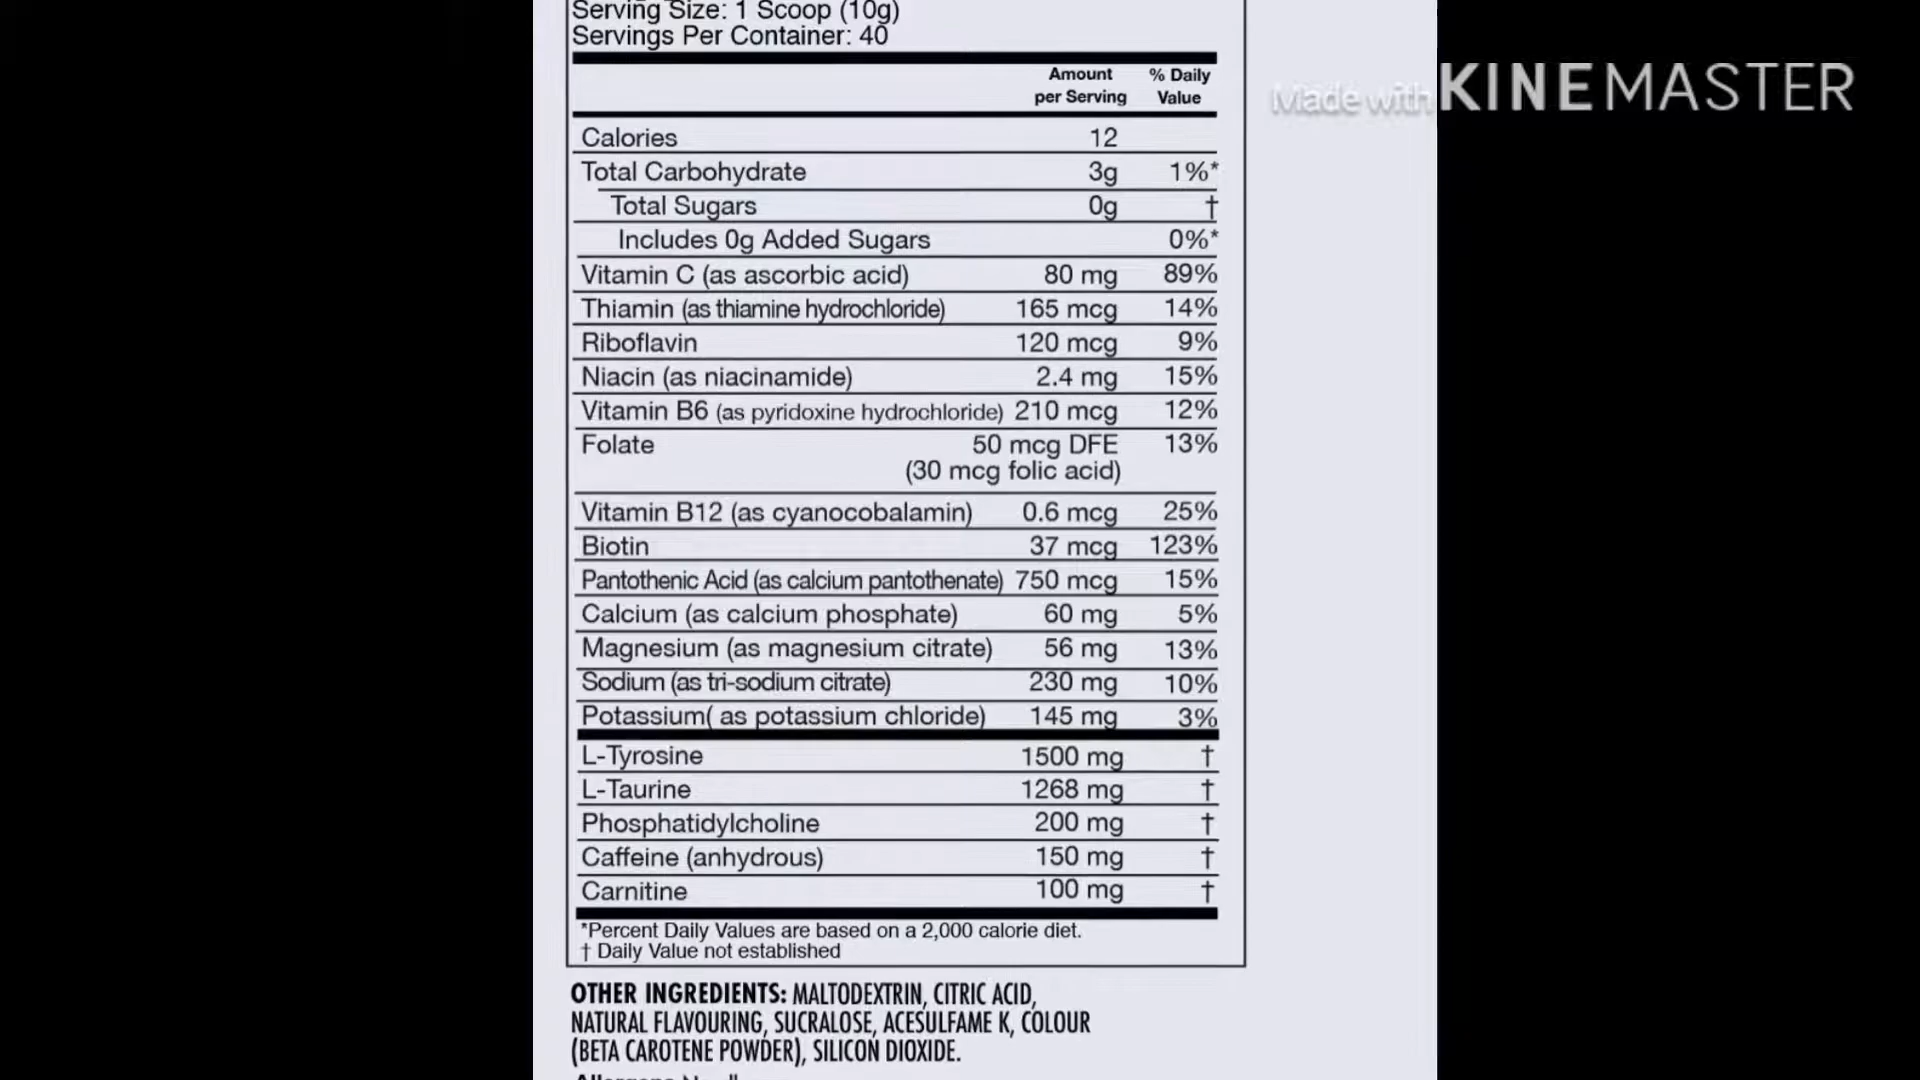 Serving Size: 1 Scoop (10g)
Servings Per Container: 40
Amount per Serving % Daily Value
Calories 12
Total Carbohydrate 3g 1%*
Total Sugars 0g †
Includes 0g Added Sugars 0%*
Vitamin C (as ascorbic acid) 80 mg 89%
Thiamin (as thiamine hydrochloride) 165 mcg 14%
Riboflavin 120 mcg 9%
Niacin (as niacinamide) 2.4 mg 15%
Vitamin B6 (as pyridoxine hydrochloride) 210 mcg 12%
Folate 50 mcg DFE 13%
(30 mcg folic acid)
Vitamin B12 (as cyanocobalamin) 0.6 mcg 25%
Biotin 37 mcg 123%
Pantothenic Acid (as calcium pantothenate) 750 mcg 15%
Calcium (as calcium phosphate) 60 mg 5%
Magnesium (as magnesium citrate) 56 mg 13%
Sodium (as tri-sodium citrate) 230 mg 10%
Potassium( as potassium chloride) 145 mg 3%
L-Tyrosine 1500 mg †
L-Taurine 1268 mg †
Phosphatidylcholine 200 mg †
Caffeine (anhydrous) 150 mg †
Carnitine 100 mg †
*Percent Daily Values are based on a 2,000 calorie diet.
† Daily Value not established
OTHER INGREDIENTS: MALTODEXTRIN, CITRIC ACID,
NATURAL FLAVOURING, SUCRALOSE, ACESULFAME K, COLOUR
(BETA CAROTENE POWDER), SILICON DIOXIDE.
Made with KINEMASTER